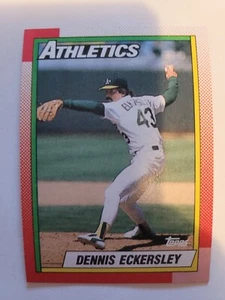 ATHLETICS
43
Topps
DENNIS ECKERSLEY